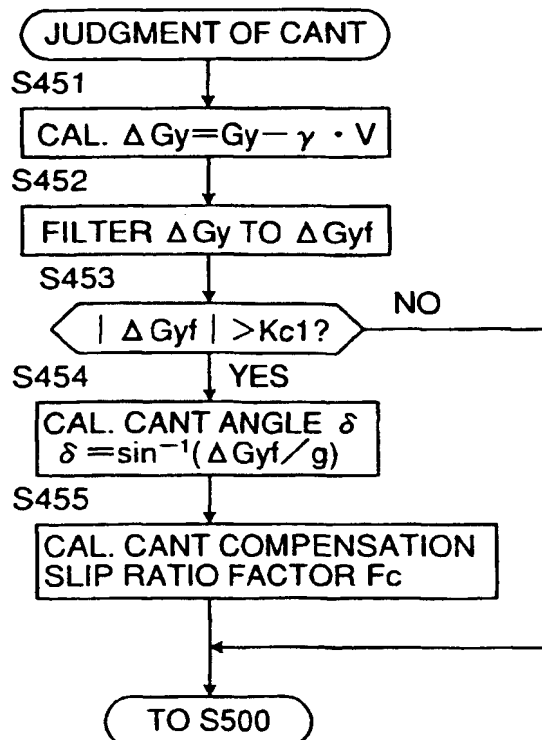 JUDGMENT OF CANT
S451
CAL. ΔGy=Gy−γ・V
S452
FILTER ΔGy TO ΔGyf
S453
|ΔGyf|>Kc1?
NO
S454
YES
CAL. CANT ANGLE δ
δ=sin⁻¹(ΔGyf/g)
S455
CAL. CANT COMPENSATION
SLIP RATIO FACTOR Fc
TO S500